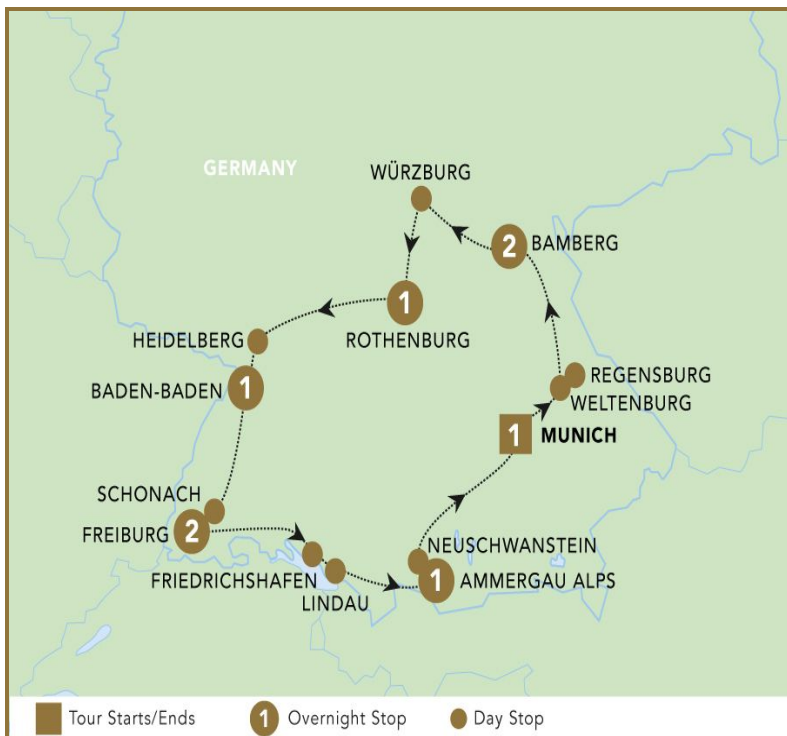 GERMANY
WÜRZBURG
2
BAMBERG
1
ROTHENBURG
HEIDELBERG
BADEN-BADEN
1
REGENSBURG
WELTENBURG
1
MUNICH
SCHONACH
FREIBURG
2
NEUSCHWANSTEIN
FRIEDRICHSHAFEN
1
AMMERGAU ALPS
LINDAU
Tour Starts/Ends
1
Overnight Stop
Day Stop